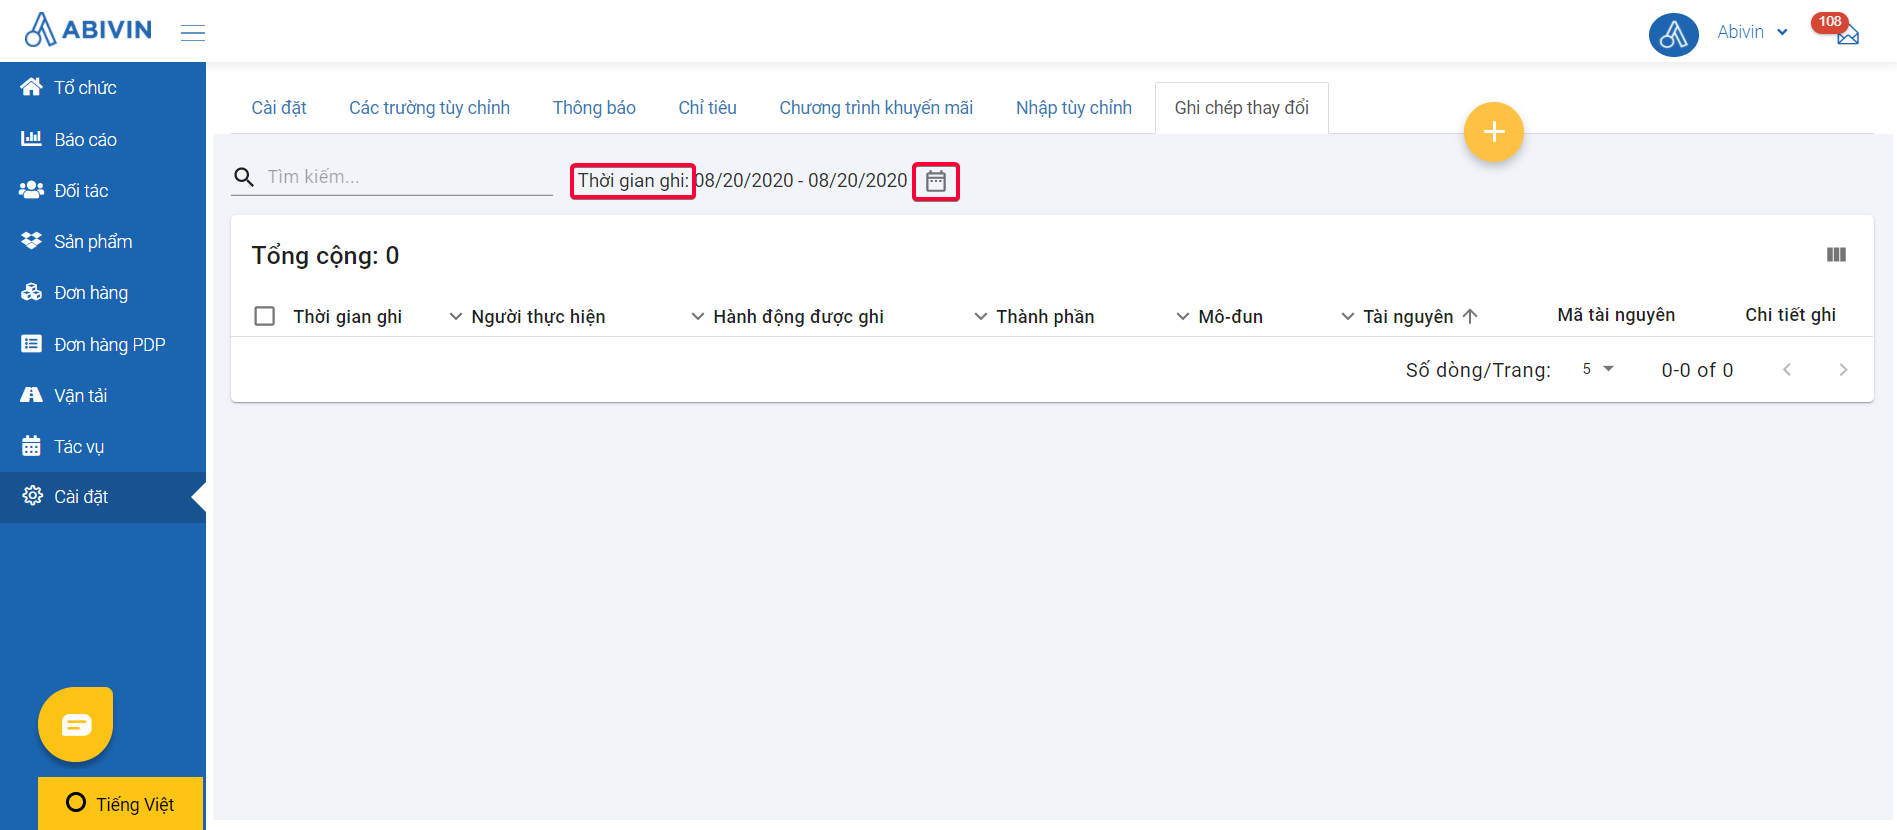 ABIVIN
Abivin
108
Tổ chức
Báo cáo
Đối tác
Sản phẩm
Đơn hàng
Đơn hàng PDP
Vận tải
Tác vụ
Cài đặt
Tiếng Việt
Cài đặt Các trường tùy chỉnh Thông báo Chỉ tiêu Chương trình khuyến mãi Nhập tùy chỉnh Ghi chép thay đổi
Tìm kiếm... Thời gian ghi: 08/20/2020 - 08/20/2020
Tổng cộng: 0
Thời gian ghi Người thực hiện Hành động được ghi Thành phần Mô-đun Tài nguyên Mã tài nguyên Chi tiết ghi
Số dòng/Trang: 5 0-0 of 0